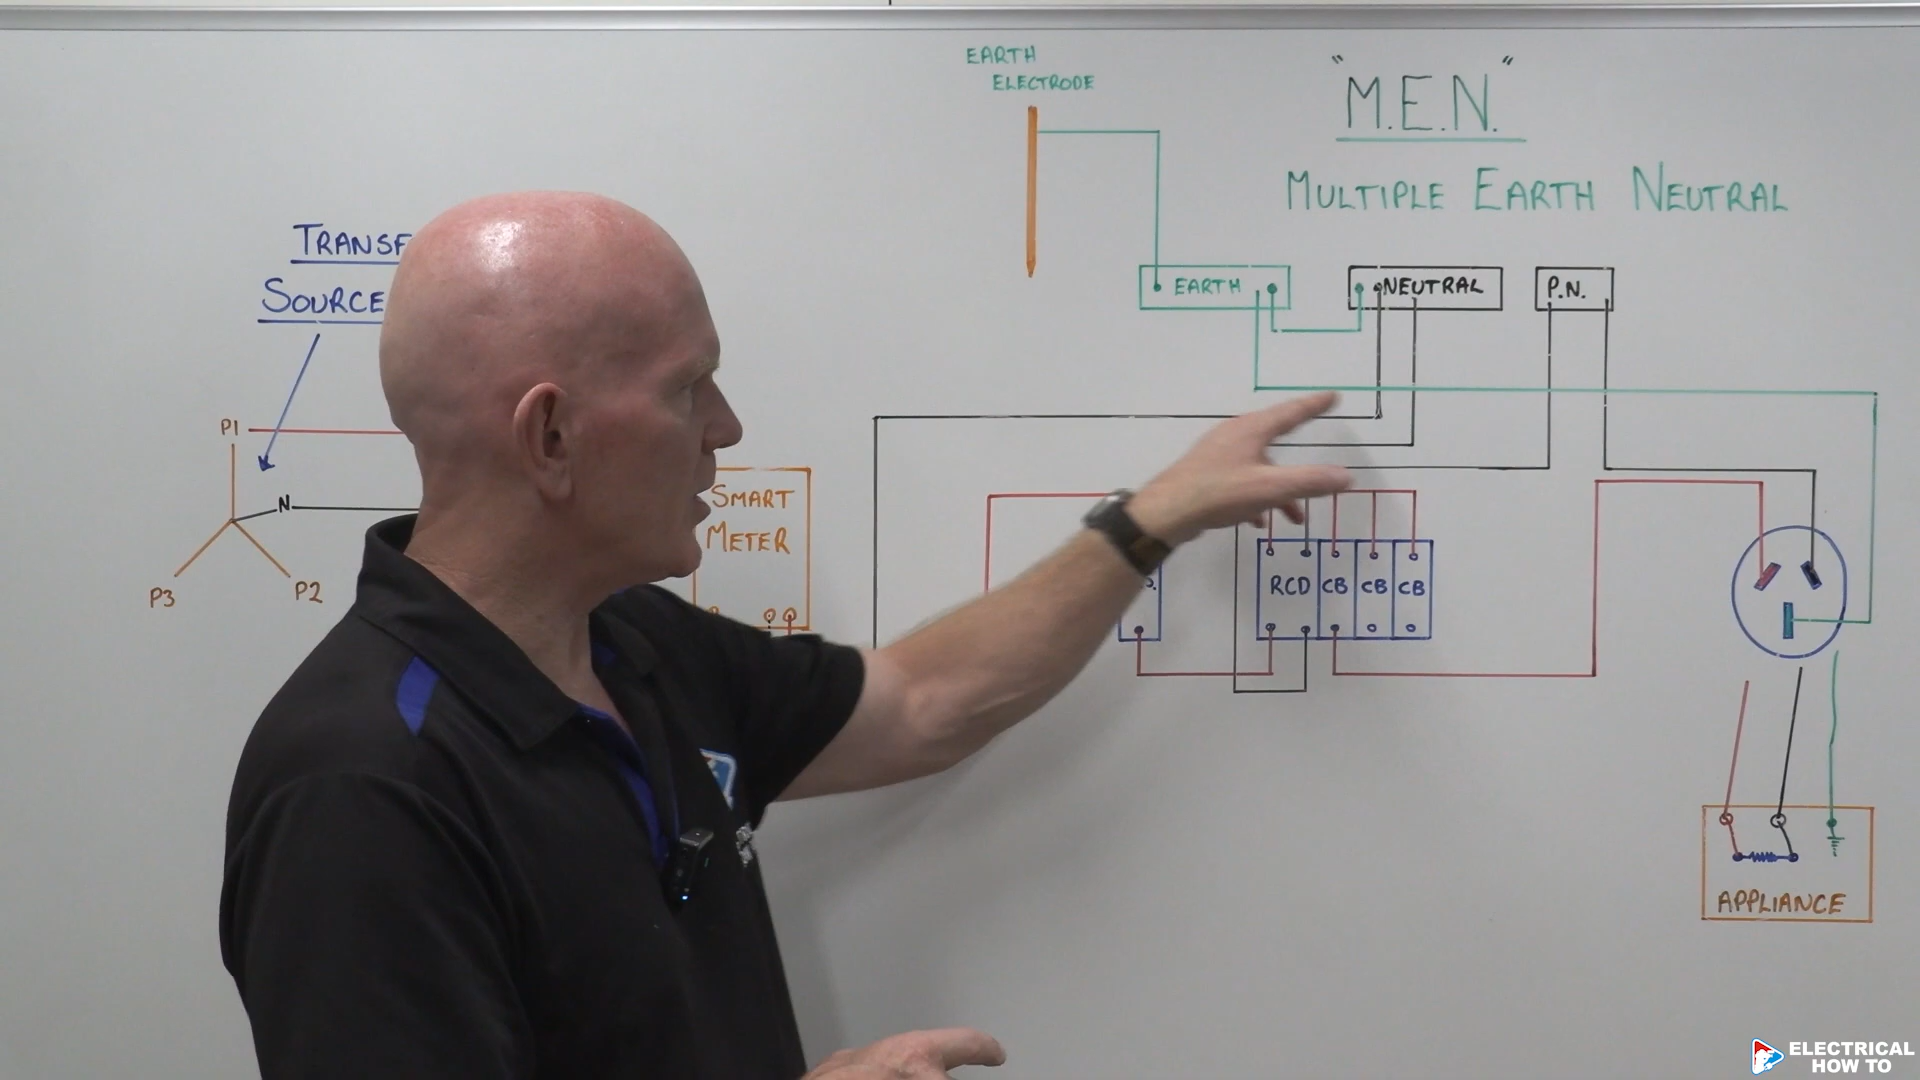 EARTH
ELECTRODE
"M.E.N."
MULTIPLE EARTH NEUTRAL
TRANSF
SOURCE
EARTH
NEUTRAL
P.N.
P1
N
P3
P2
SMART
METER
RCD
CB
CB
CB
APPLIANCE
ELECTRICAL
HOW TO